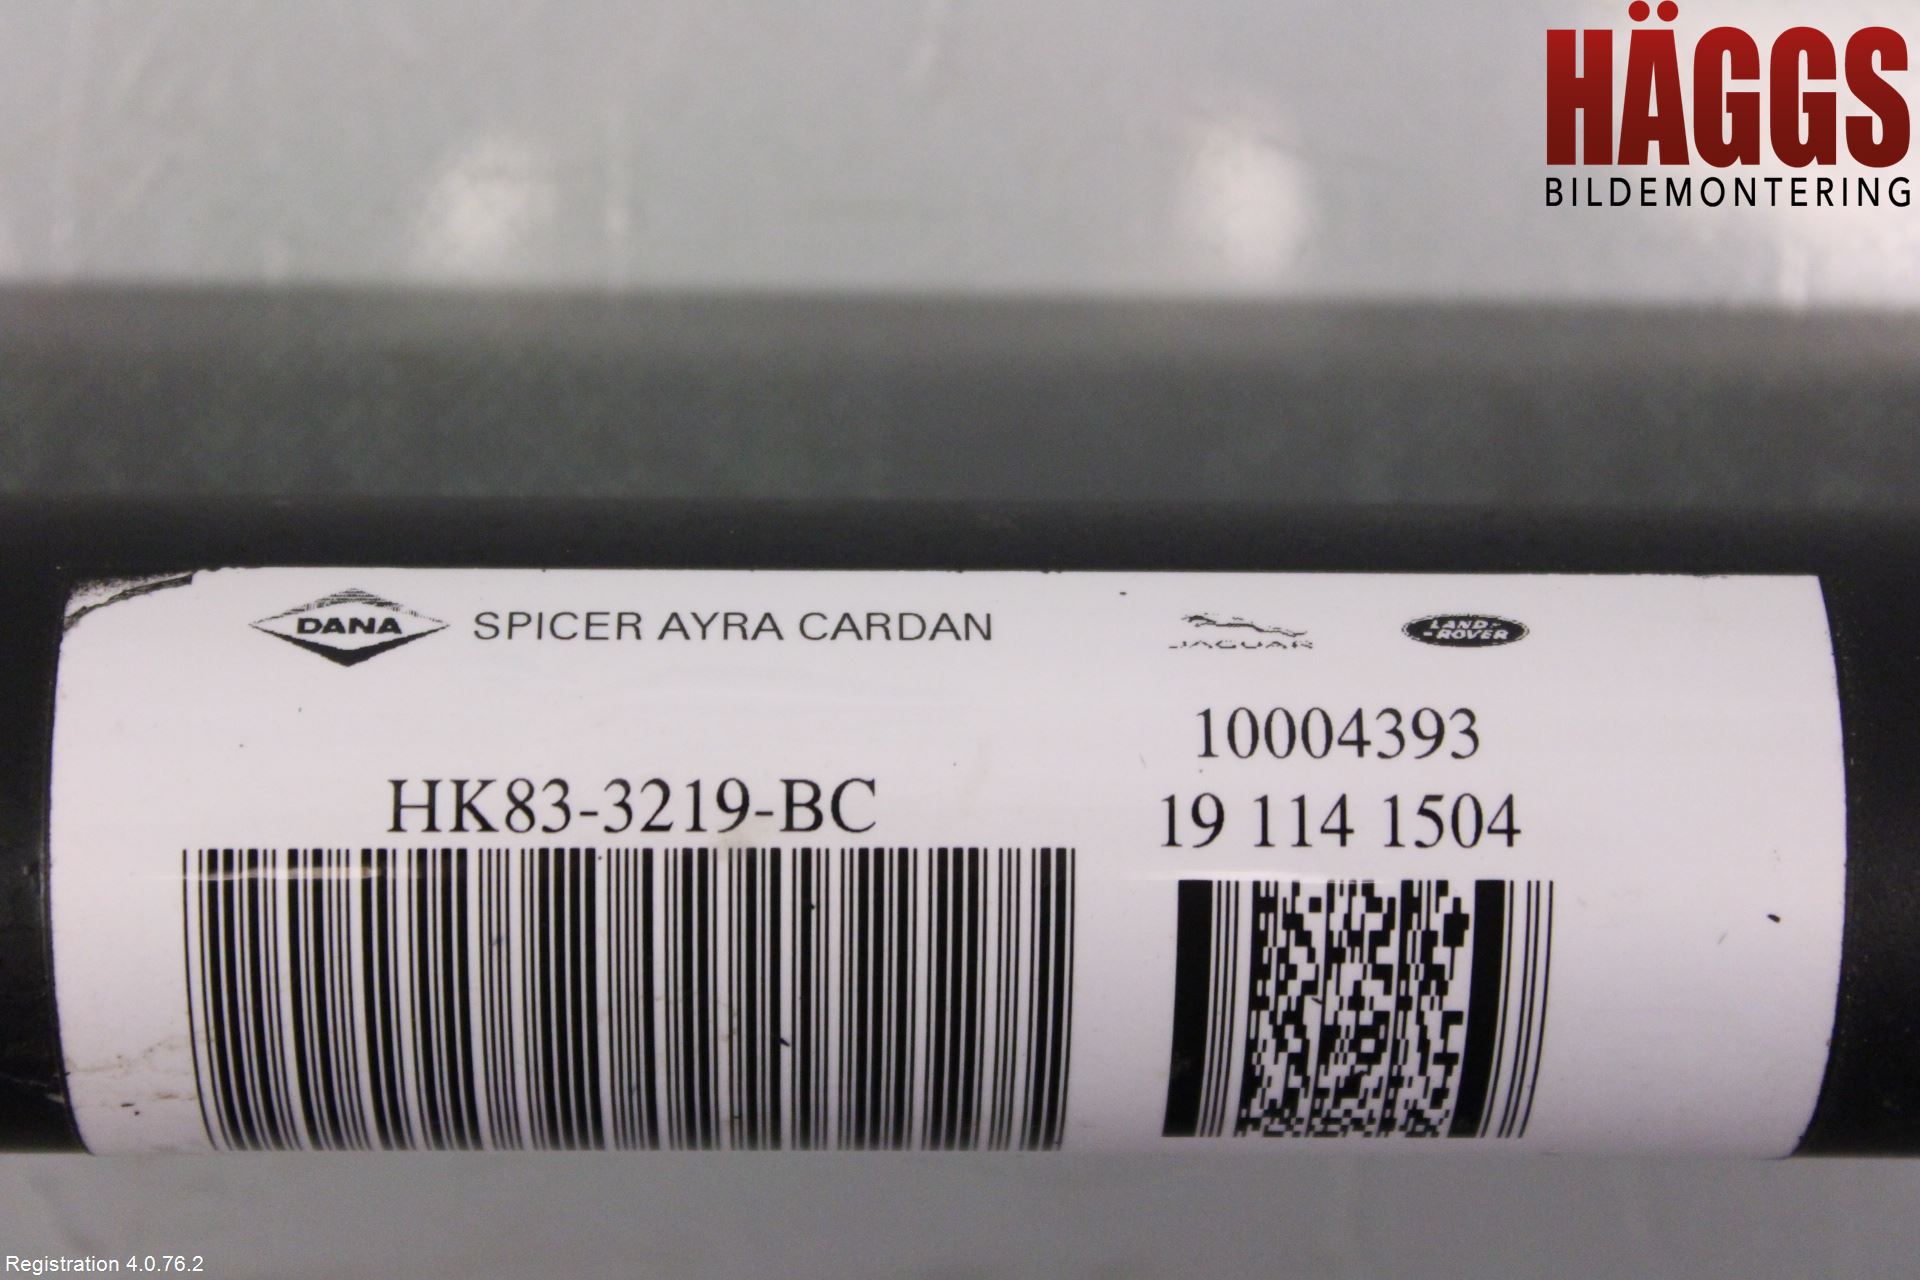 HÄGGS
BILDEMONTERING
DANA SPICER AYRA CARDAN
JAGUAR
LAND-
-ROVER
10004393
HK83-3219-BC
19 114 1504
Registration 4.0.76.2